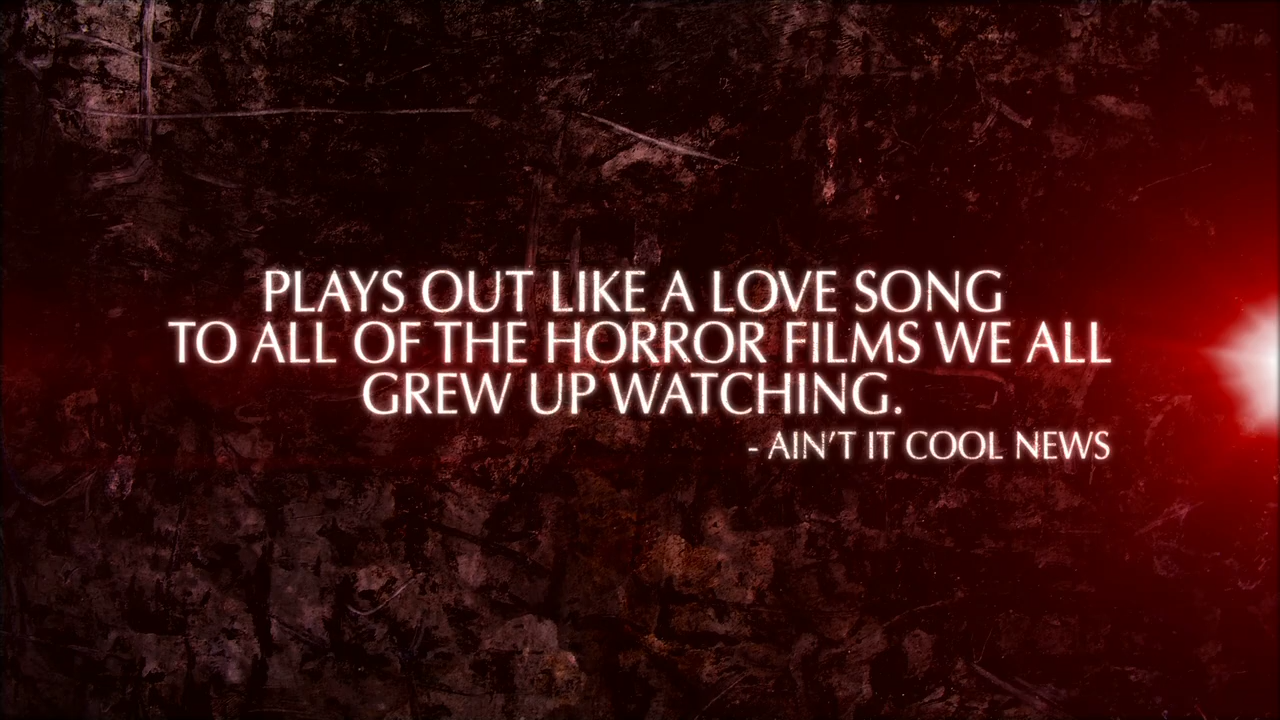 PLAYS OUT LIKE A LOVE SONG
TO ALL OF THE HORROR FILMS WE ALL
GREW UP WATCHING.
- AIN'T IT COOL NEWS